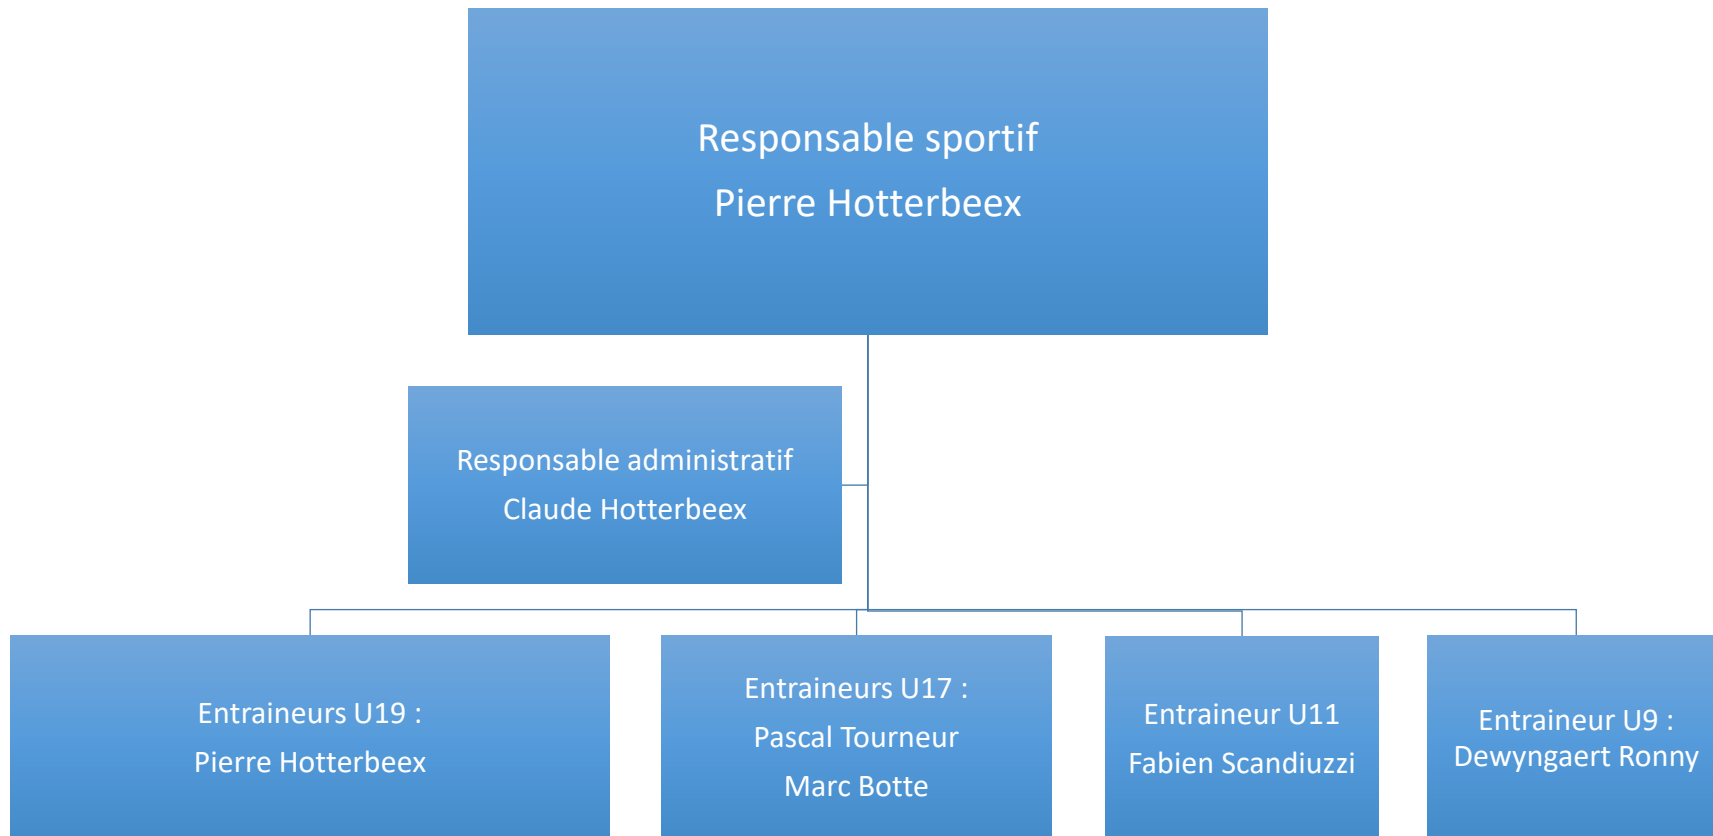 Responsable sportif
Pierre Hotterbeex
Responsable administratif
Claude Hotterbeex
Entraineurs U19 :
Pierre Hotterbeex
Entraineurs U17 :
Pascal Tourneur
Marc Botte
Entraineur U11
Fabien Scandiuzzi
Entraineur U9 :
Dewyngaert Ronny